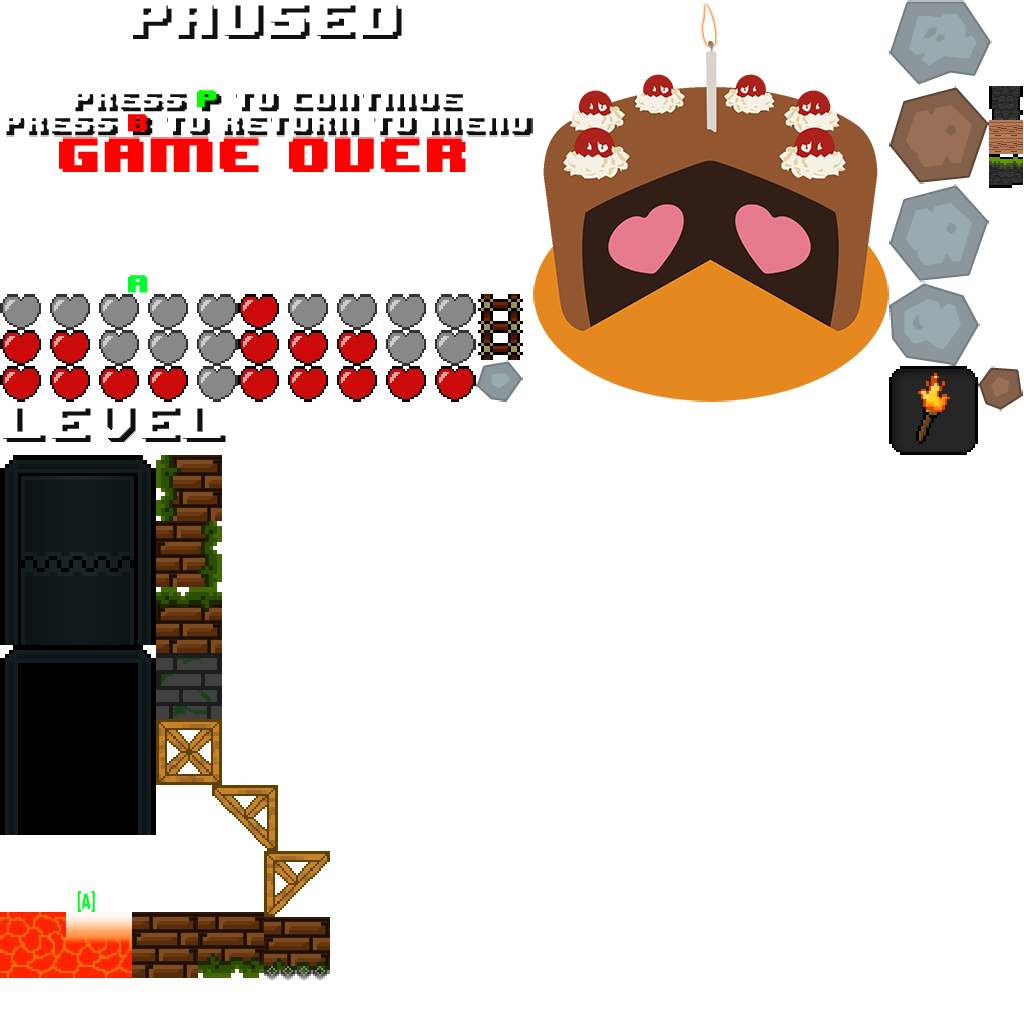 PAUSED
PRESS P TO CONTINUE
PRESS B TO RETURN TO MENU
GAME OVER
A
LEVEL
[A]